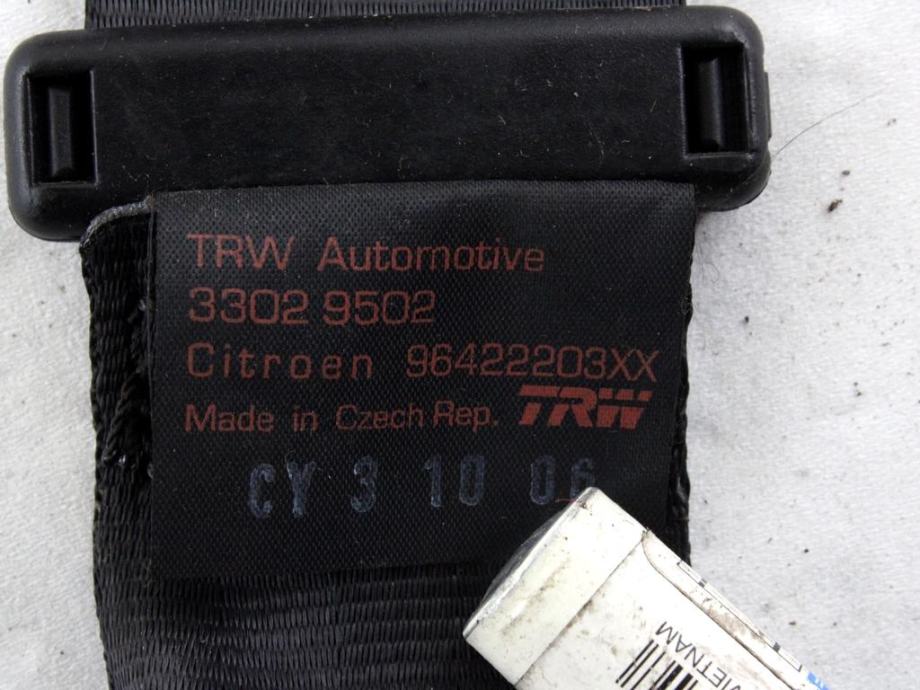 TRW Automotive
3302 9502
Citroen 96422203XX
Made in Czech Rep. TRW
CY 3 10 06
VIETNAM